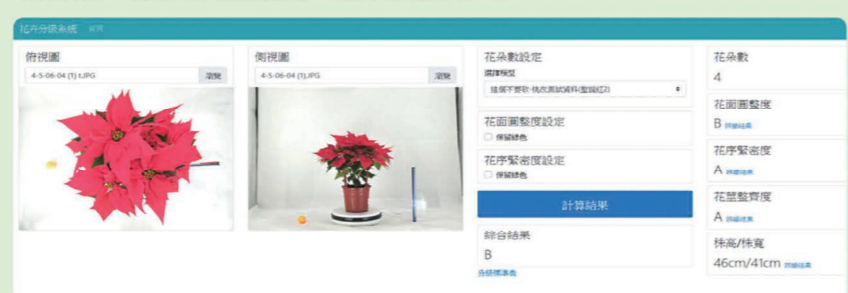 花卉分級系統 首頁
俯視圖
4-5-06-04 (1) t.JPG 瀏覽
側視圖
4-5-06-04 (1).JPG 瀏覽
花朵數設定
選擇模型
花面圓整度設定
保留綠色
花序緊密度設定
保留綠色
計算結果
綜合結果
B
分級標準表
花朵數
4
花面圓整度
B 詳細結果
花序緊密度
A 詳細結果
花莖整齊度
A 詳細結果
株高/株寬
46cm/41cm 詳細結果